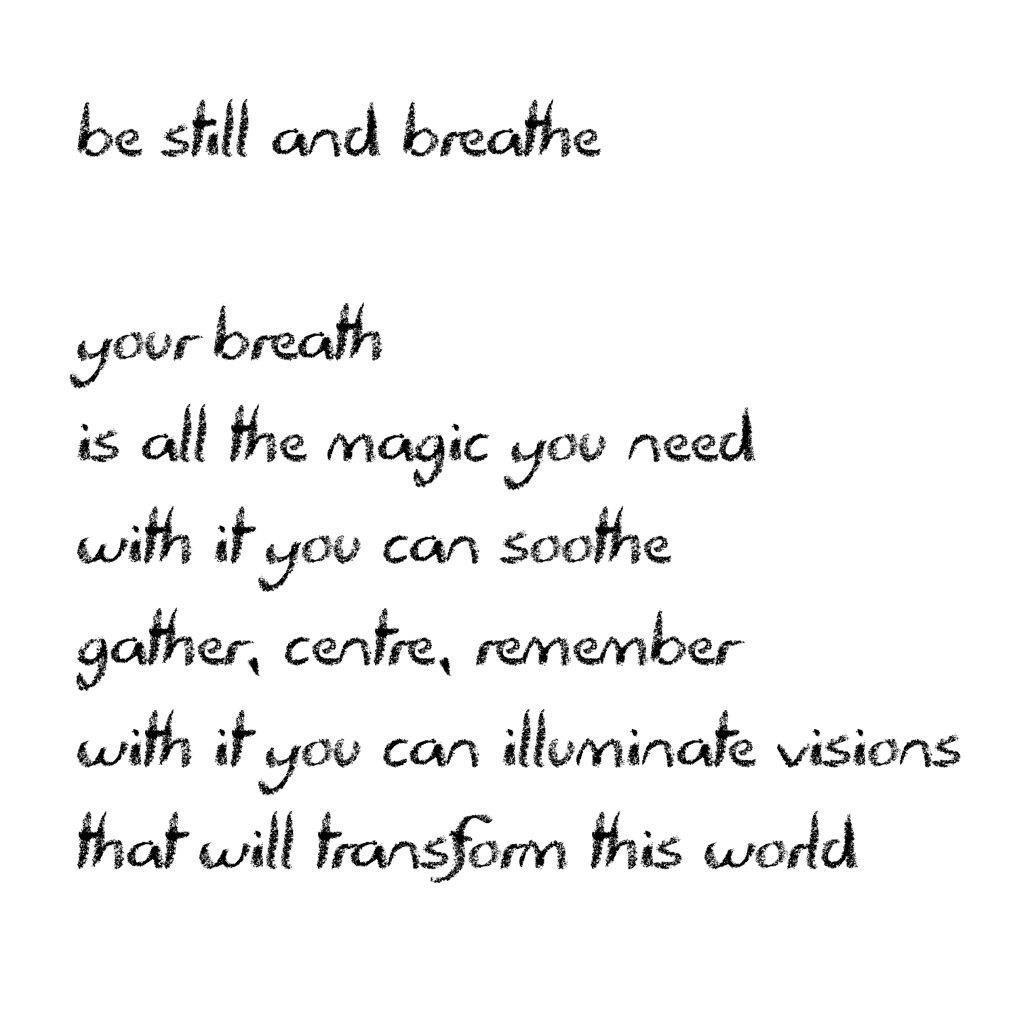 be still and breathe
your breath
is all the magic you need
with it you can soothe
gather, centre, remember
with it you can illuminate visions
that will transform this world